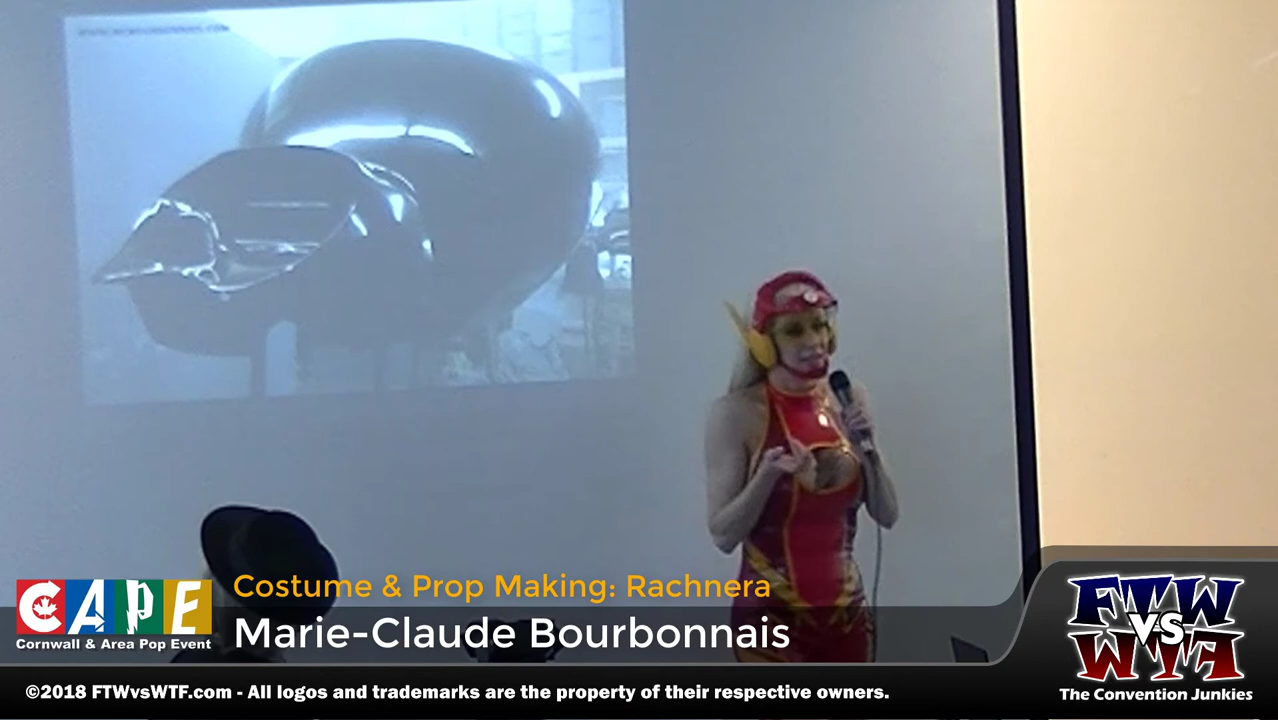 CAPE
Cornwall & Area Pop Event
Costume & Prop Making: Rachnera
Marie-Claude Bourbonnais
FTW
VS
WTF
The Convention Junkies
©2018 FTWvsWTF.com - All logos and trademarks are the property of their respective owners.